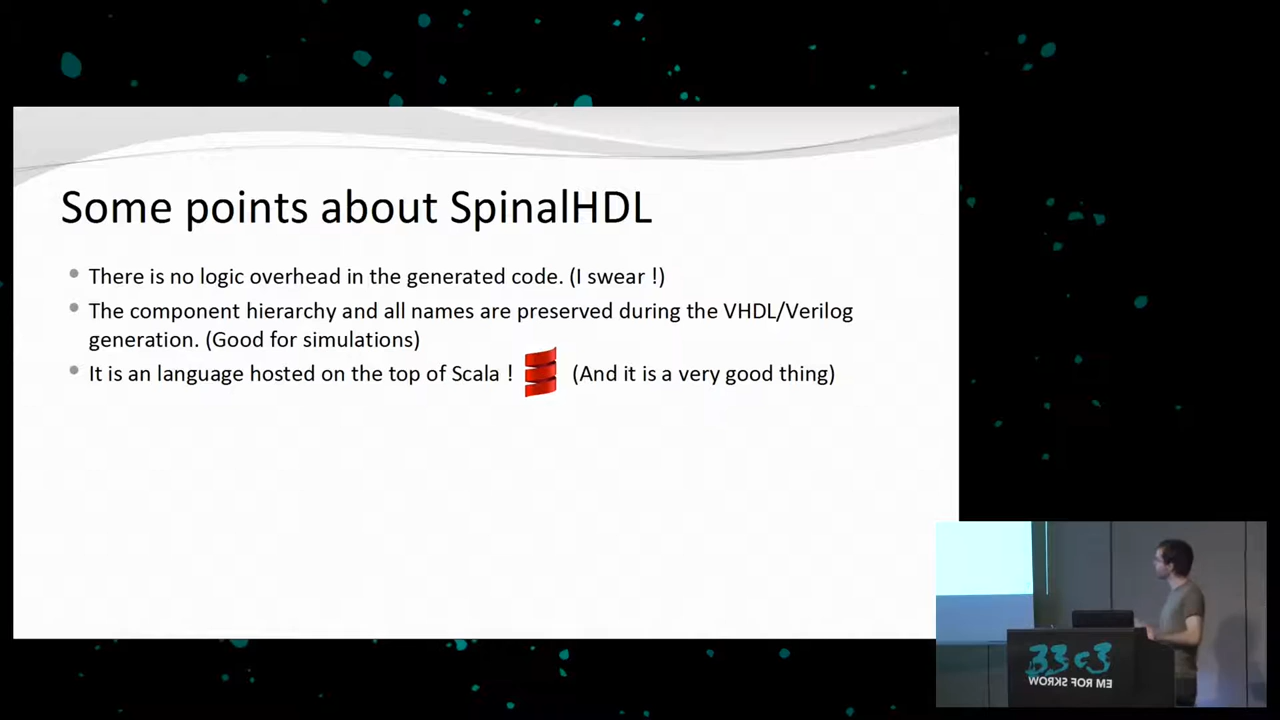 Some points about SpinalHDL
There is no logic overhead in the generated code. (I swear !)
The component hierarchy and all names are preserved during the VHDL/Verilog
generation. (Good for simulations)
It is an language hosted on the top of Scala ! (And it is a very good thing)
33c3
WORKS FOR ME